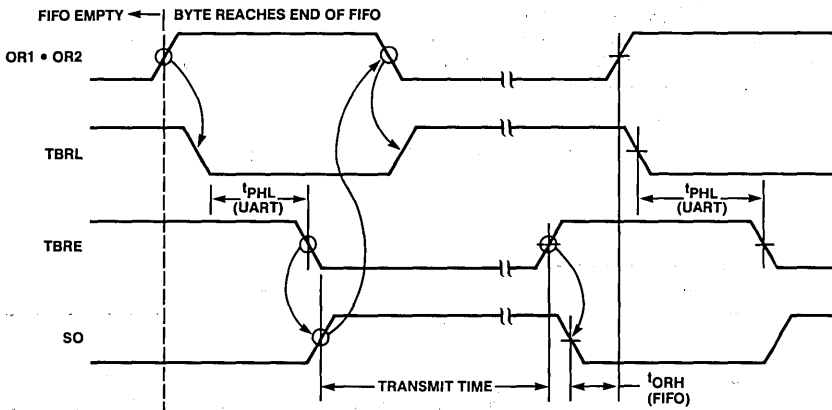 FIFO EMPTY BYTE REACHES END OF FIFO
OR1 • OR2
TBRL
tPHL
(UART)
tPHL
(UART)
TBRE
SO
TRANSMIT TIME
tORH
(FIFO)